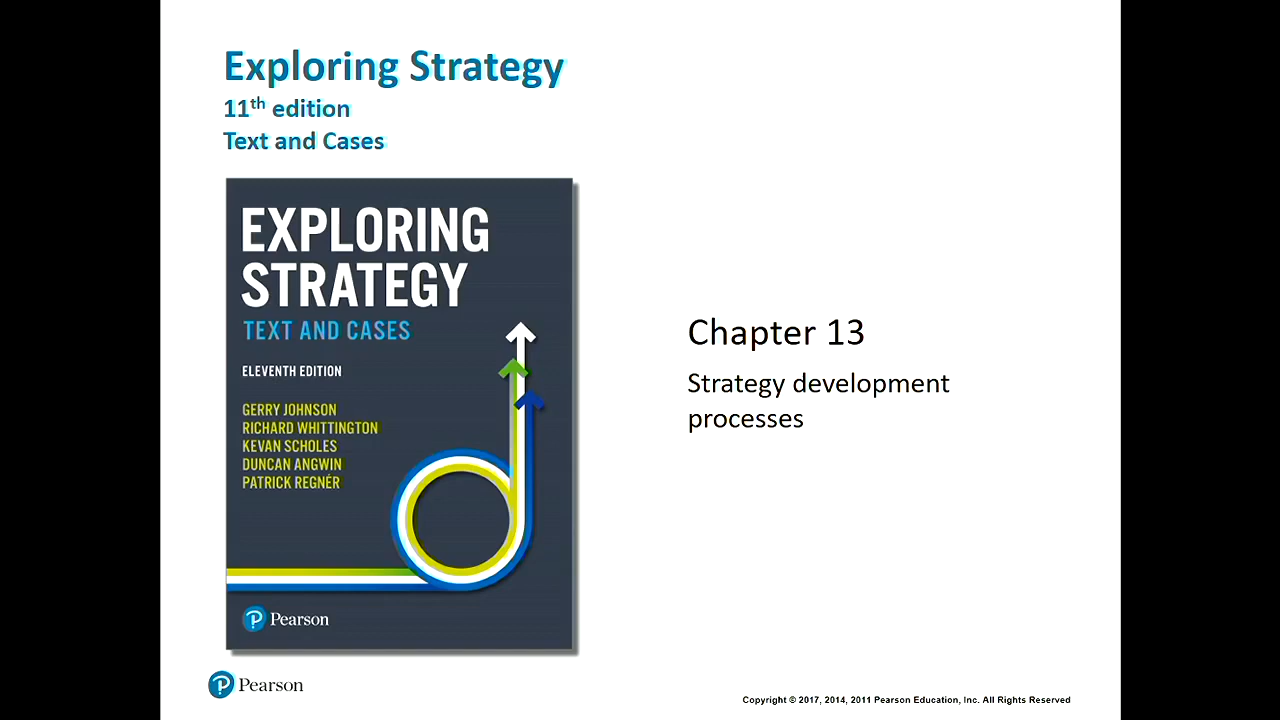 Exploring Strategy
11th edition
Text and Cases
EXPLORING
STRATEGY
TEXT AND CASES
ELEVENTH EDITION
GERRY JOHNSON
RICHARD WHITTINGTON
KEVAN SCHOLES
DUNCAN ANGWIN
PATRICK REGNÉR
Pearson
Chapter 13
Strategy development
processes
Pearson
Copyright © 2017, 2014, 2011 Pearson Education, Inc. All Rights Reserved